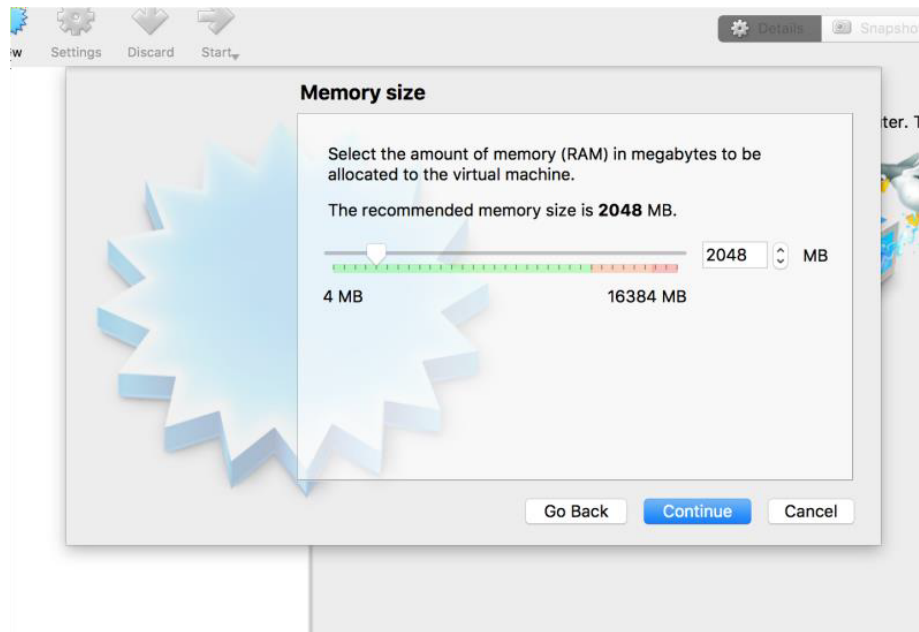 w Settings Discard Start
Details Snapsho
Memory size
ter. T
Select the amount of memory (RAM) in megabytes to be
allocated to the virtual machine.
The recommended memory size is 2048 MB.
2048 MB
4 MB 16384 MB
Go Back Continue Cancel